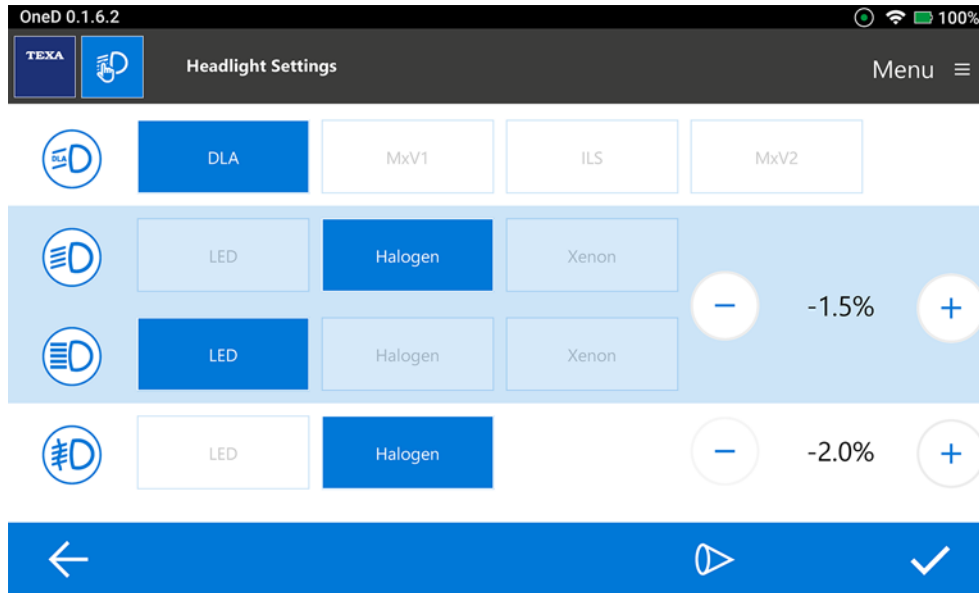 OneD 0.1.6.2 100%
TEXA Headlight Settings Menu
DLA DLA MxV1 ILS MxV2
LED Halogen Xenon
-1.5%
LED Halogen Xenon
LED Halogen -2.0%